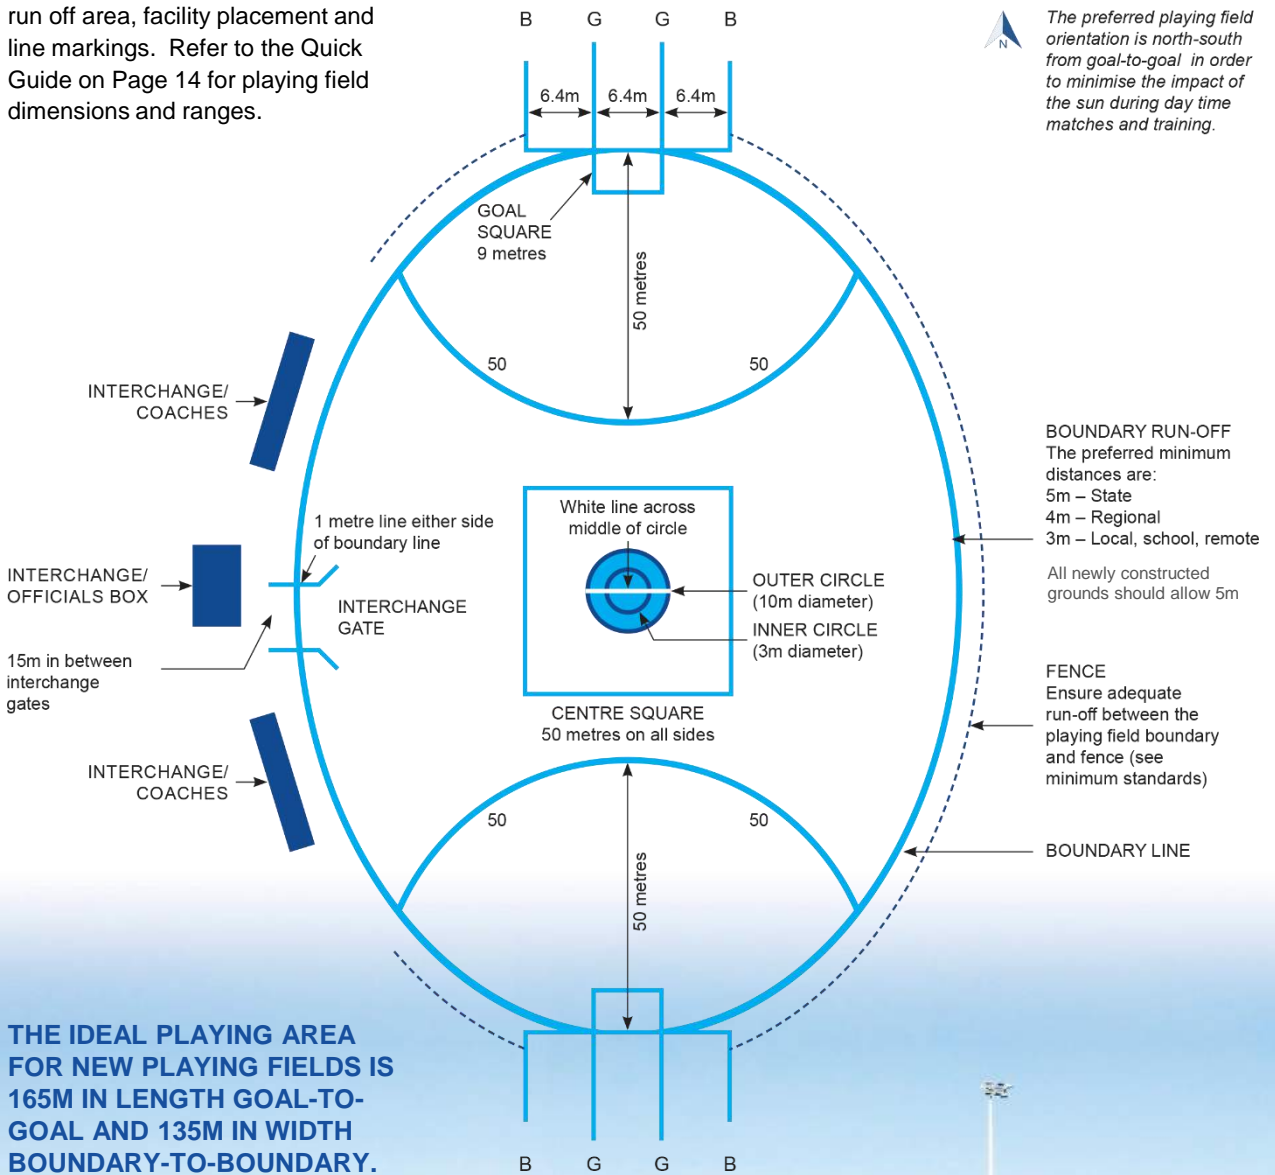 run off area, facility placement and
line markings. Refer to the Quick
Guide on Page 14 for playing field
dimensions and ranges.
B G G B
N
The preferred playing field
orientation is north-south
from goal-to-goal in order
to minimise the impact of
the sun during day time
matches and training.
6.4m 6.4m 6.4m
GOAL
SQUARE
9 metres
50 metres
50 50
INTERCHANGE/
COACHES
BOUNDARY RUN-OFF
The preferred minimum
distances are:
5m – State
4m – Regional
3m – Local, school, remote
All newly constructed
grounds should allow 5m
White line across
middle of circle
1 metre line either side
of boundary line
INTERCHANGE/
OFFICIALS BOX
INTERCHANGE
GATE
OUTER CIRCLE
(10m diameter)
INNER CIRCLE
(3m diameter)
15m in between
interchange
gates
FENCE
Ensure adequate
run-off between the
playing field boundary
and fence (see
minimum standards)
CENTRE SQUARE
50 metres on all sides
INTERCHANGE/
COACHES
50 50
BOUNDARY LINE
50 metres
THE IDEAL PLAYING AREA
FOR NEW PLAYING FIELDS IS
165M IN LENGTH GOAL-TO-
GOAL AND 135M IN WIDTH
BOUNDARY-TO-BOUNDARY.
B G G B